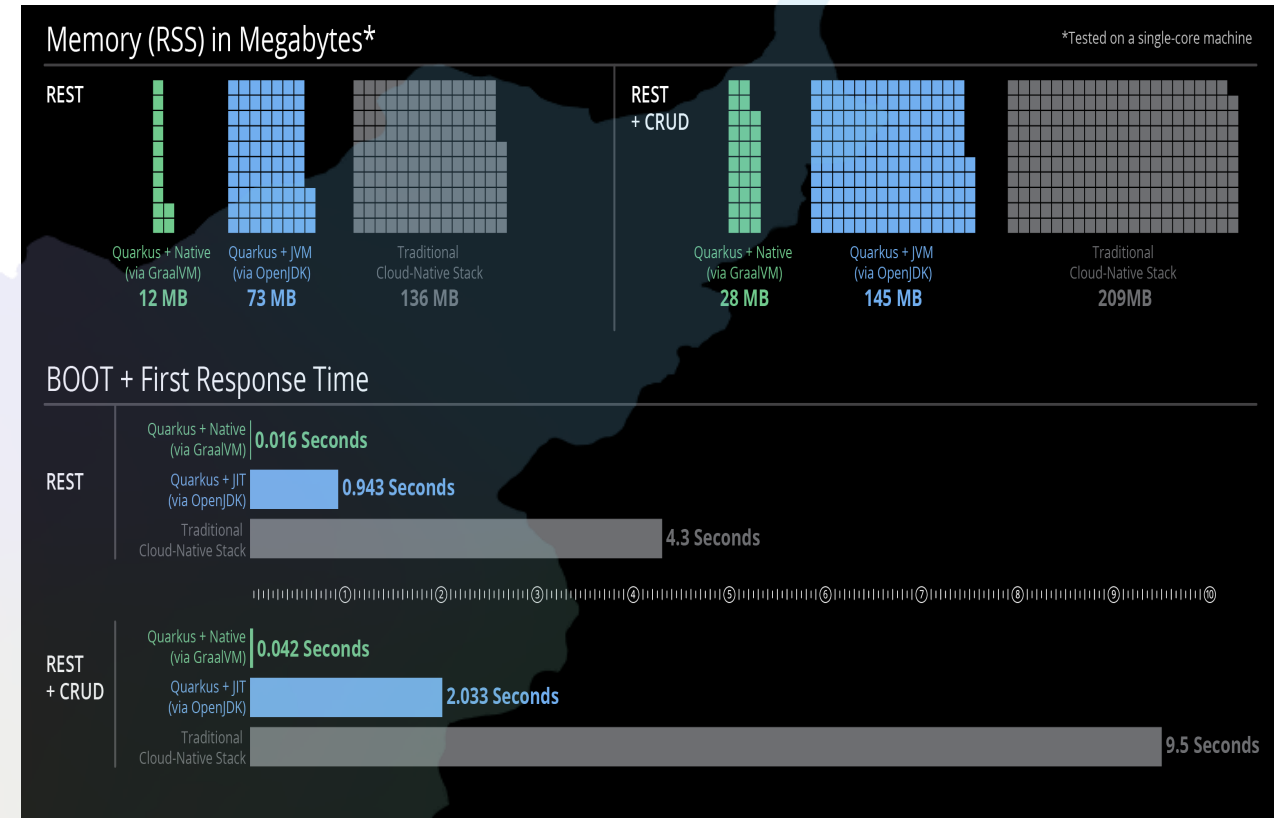 Memory (RSS) in Megabytes*
*Tested on a single-core machine
REST
Quarkus + Native
(via GraalVM)
12 MB
Quarkus + JVM
(via OpenJDK)
73 MB
Traditional
Cloud-Native Stack
136 MB
REST
+ CRUD
Quarkus + Native
(via GraalVM)
28 MB
Quarkus + JVM
(via OpenJDK)
145 MB
Traditional
Cloud-Native Stack
209MB
BOOT + First Response Time
REST
Quarkus + Native
(via GraalVM)
0.016 Seconds
Quarkus + JIT
(via OpenJDK)
0.943 Seconds
Traditional
Cloud-Native Stack
4.3 Seconds
1 2 3 4 5 6 7 8 9 10
REST
+ CRUD
Quarkus + Native
(via GraalVM)
0.042 Seconds
Quarkus + JIT
(via OpenJDK)
2.033 Seconds
Traditional
Cloud-Native Stack
9.5 Seconds